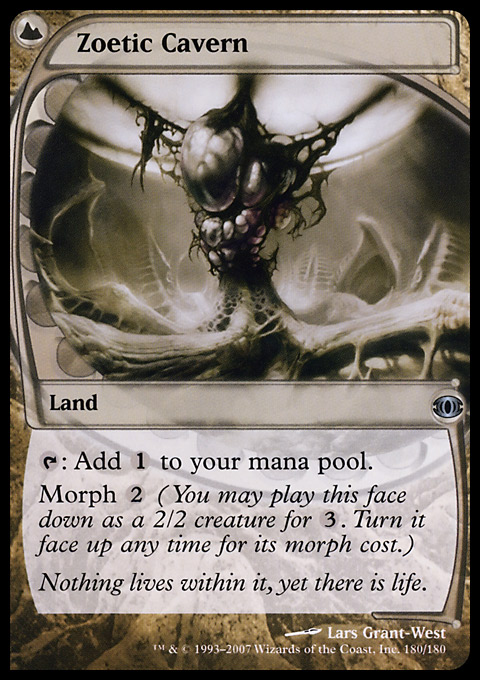 Zoetic Cavern
Land
: Add 1 to your mana pool.
Morph 2 (You may play this face
down as a 2/2 creature for 3. Turn it
face up any time for its morph cost.)
Nothing lives within it, yet there is life.
Lars Grant-West
™ & © 1993–2007 Wizards of the Coast, Inc. 180/180